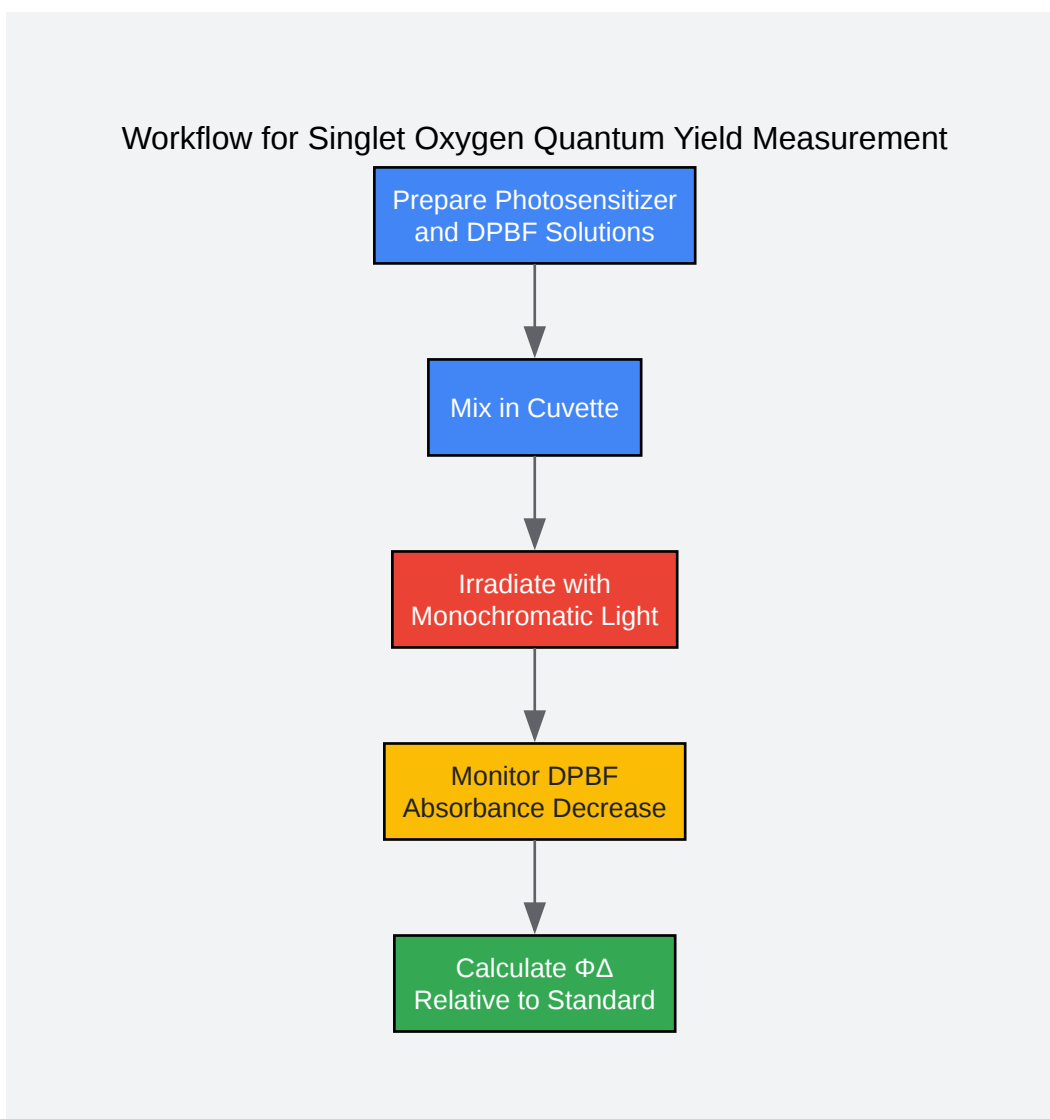 Workflow for Singlet Oxygen Quantum Yield Measurement
Prepare Photosensitizer
and DPBF Solutions
Mix in Cuvette
Irradiate with
Monochromatic Light
Monitor DPBF
Absorbance Decrease
Calculate ΦΔ
Relative to Standard